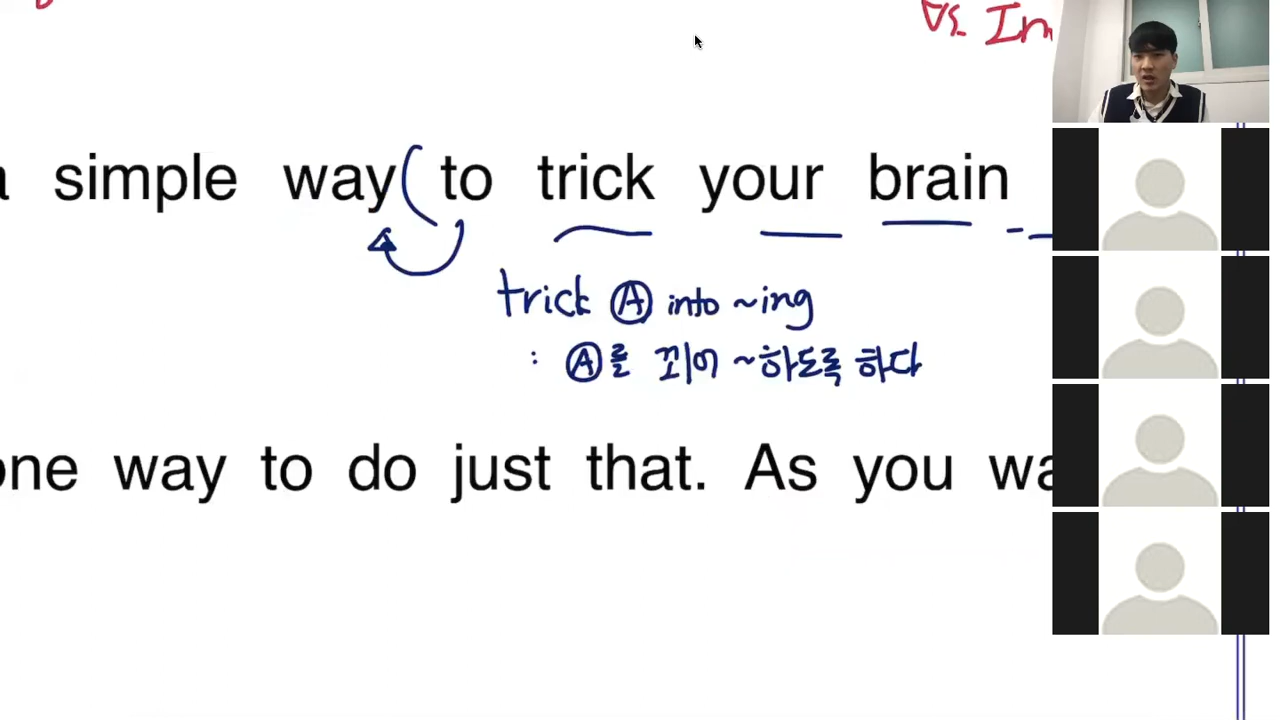 vs. Im
a simple way ( to trick your brain
trick Ⓐ into ~ing
: Ⓐ를 꾀어 ~하도록 하다
one way to do just that. As you wa